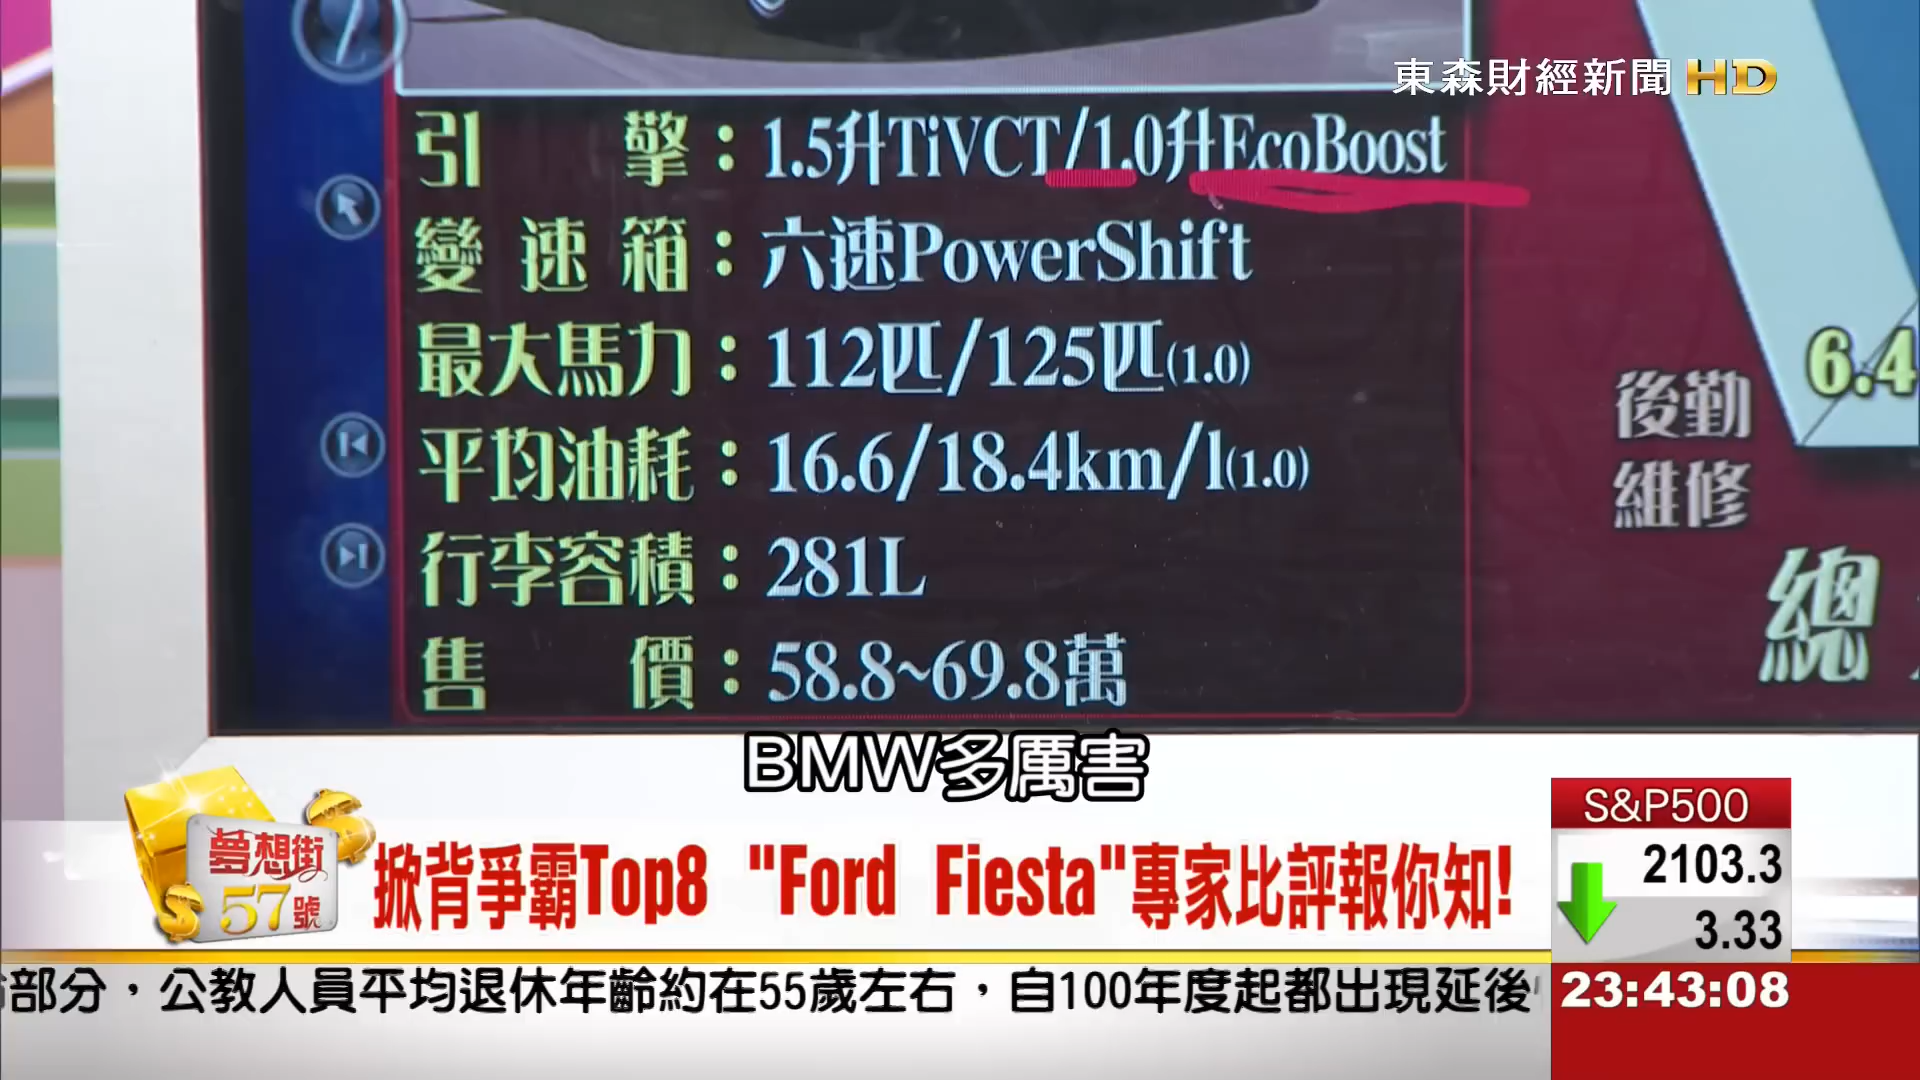 東森財經新聞HD
引擎：1.5升TiVCT/1.0升EcoBoost
變速箱：六速PowerShift
最大馬力：112匹/125匹(1.0)
平均油耗：16.6/18.4km/l(1.0)
行李容積：281L
售價：58.8~69.8萬
6.4
後勤
維修
總
BMW多厲害
夢想街
57號
掀背爭霸Top8 "Ford Fiesta"專家比評報你知!
S&P500
2103.3
3.33
部分，公教人員平均退休年齡約在55歲左右，自100年度起都出現延後
23:43:08